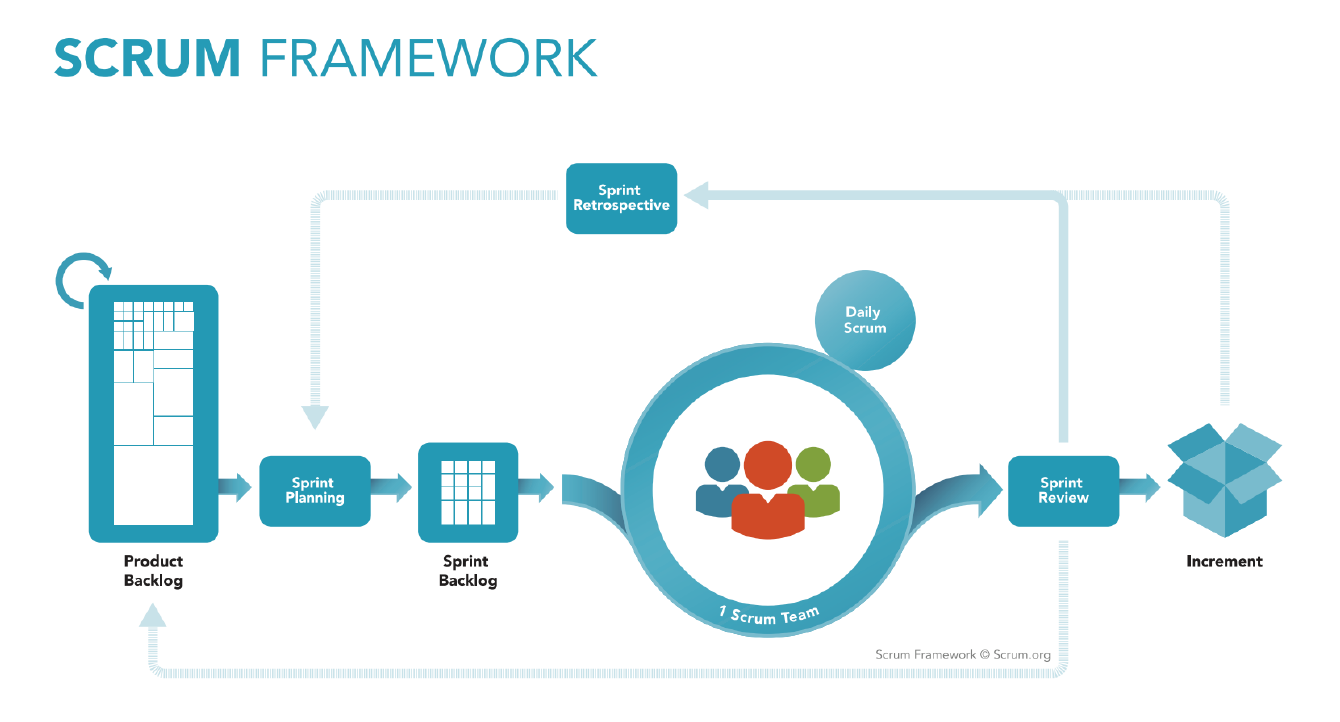 SCRUM FRAMEWORK
Sprint
Retrospective
Daily
Scrum
Sprint
Planning
Sprint
Review
Product
Backlog
Sprint
Backlog
Increment
1 Scrum Team
Scrum Framework © Scrum.org